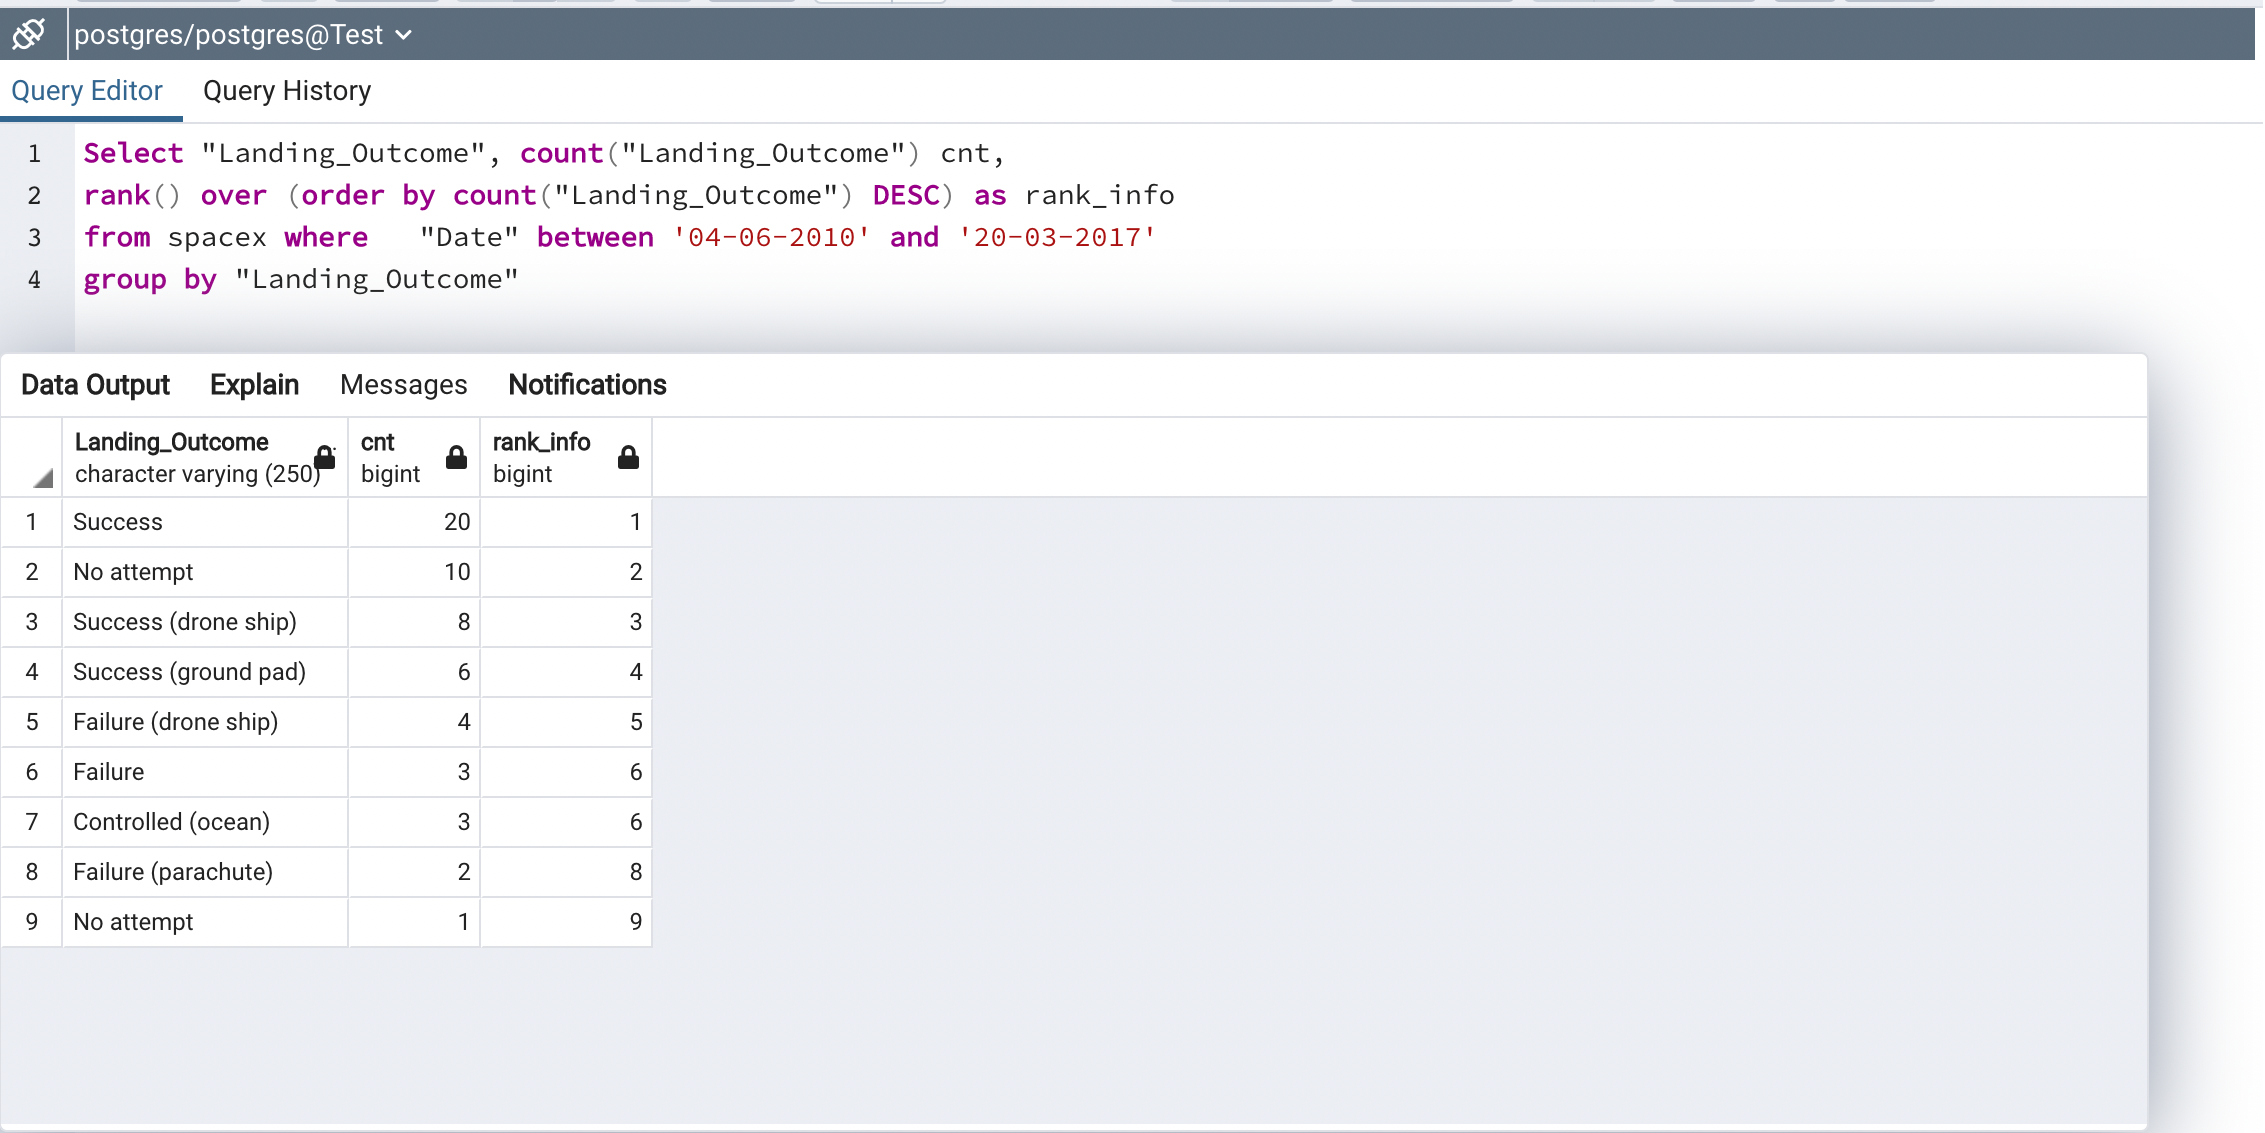 postgres/postgres@Test
Query Editor Query History
1 Select "Landing_Outcome", count("Landing_Outcome") cnt,
2 rank() over (order by count("Landing_Outcome") DESC) as rank_info
3 from spacex where   "Date" between '04-06-2010' and '20-03-2017'
4 group by "Landing_Outcome"
Data Output Explain Messages Notifications
Landing_Outcome cnt rank_info
character varying (250) bigint bigint
1 Success 20 1
2 No attempt 10 2
3 Success (drone ship) 8 3
4 Success (ground pad) 6 4
5 Failure (drone ship) 4 5
6 Failure 3 6
7 Controlled (ocean) 3 6
8 Failure (parachute) 2 8
9 No attempt 1 9